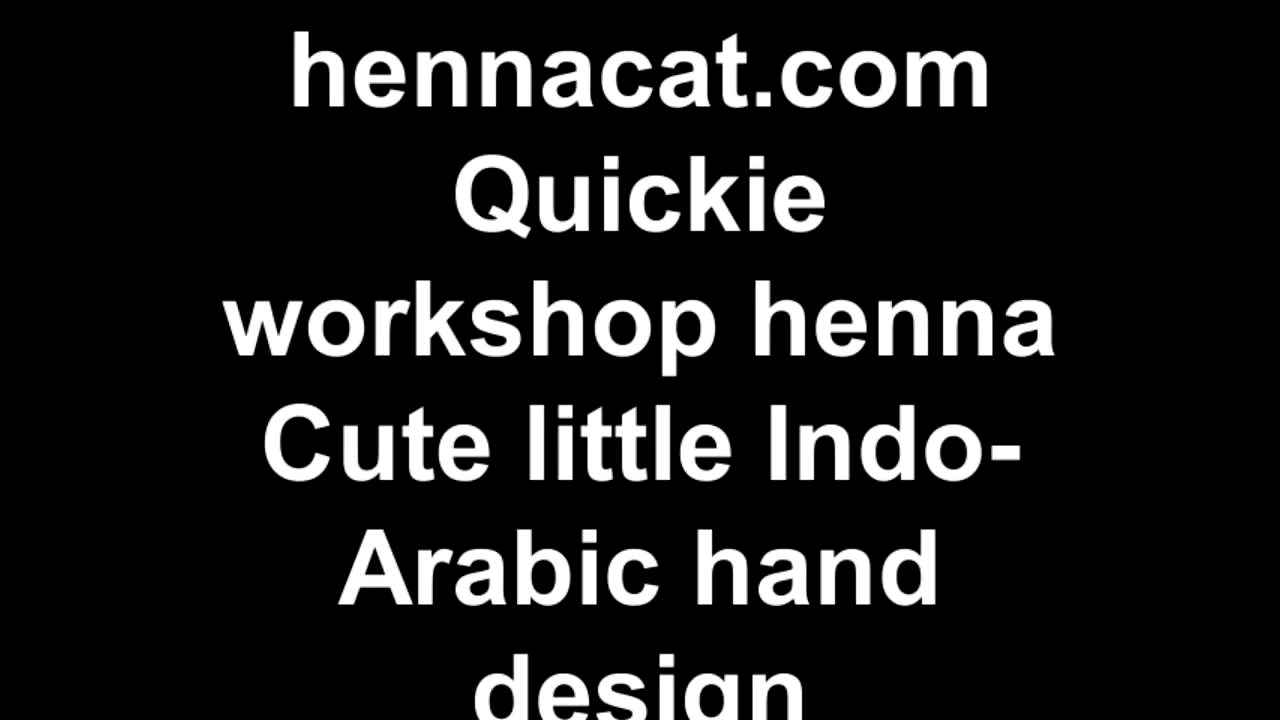 hennacat.com
Quickie
workshop henna
Cute little Indo-
Arabic hand
design